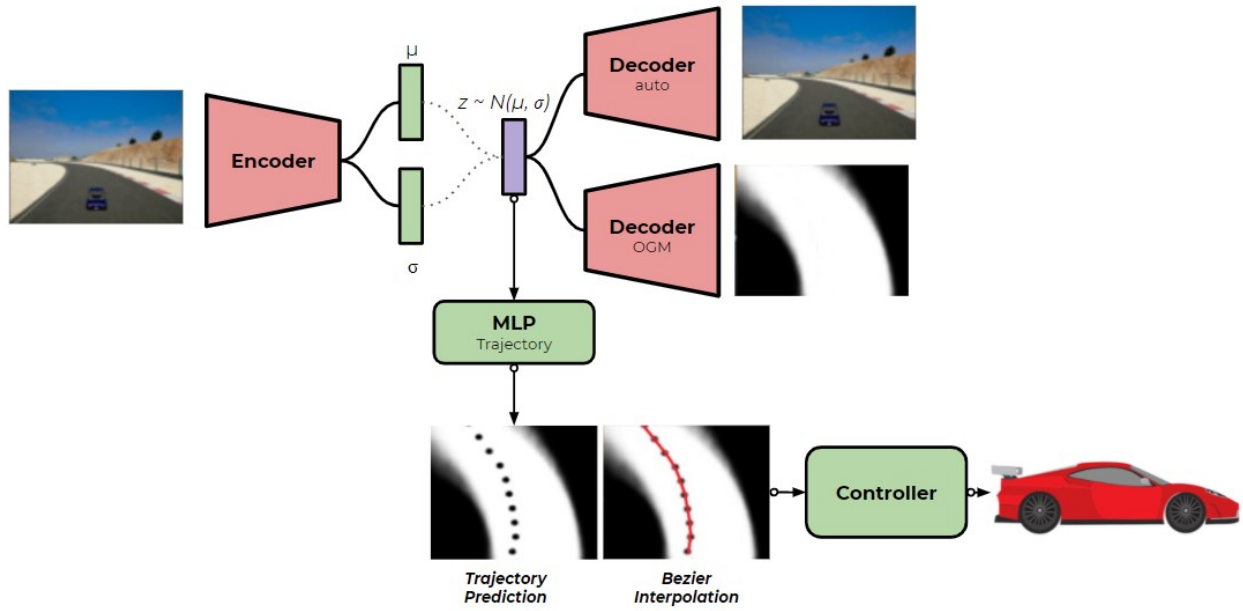 μ
Encoder
σ
z ~ N(μ, σ)
Decoder
auto
Decoder
OGM
MLP
Trajectory
Controller
Trajectory
Prediction
Bezier
Interpolation